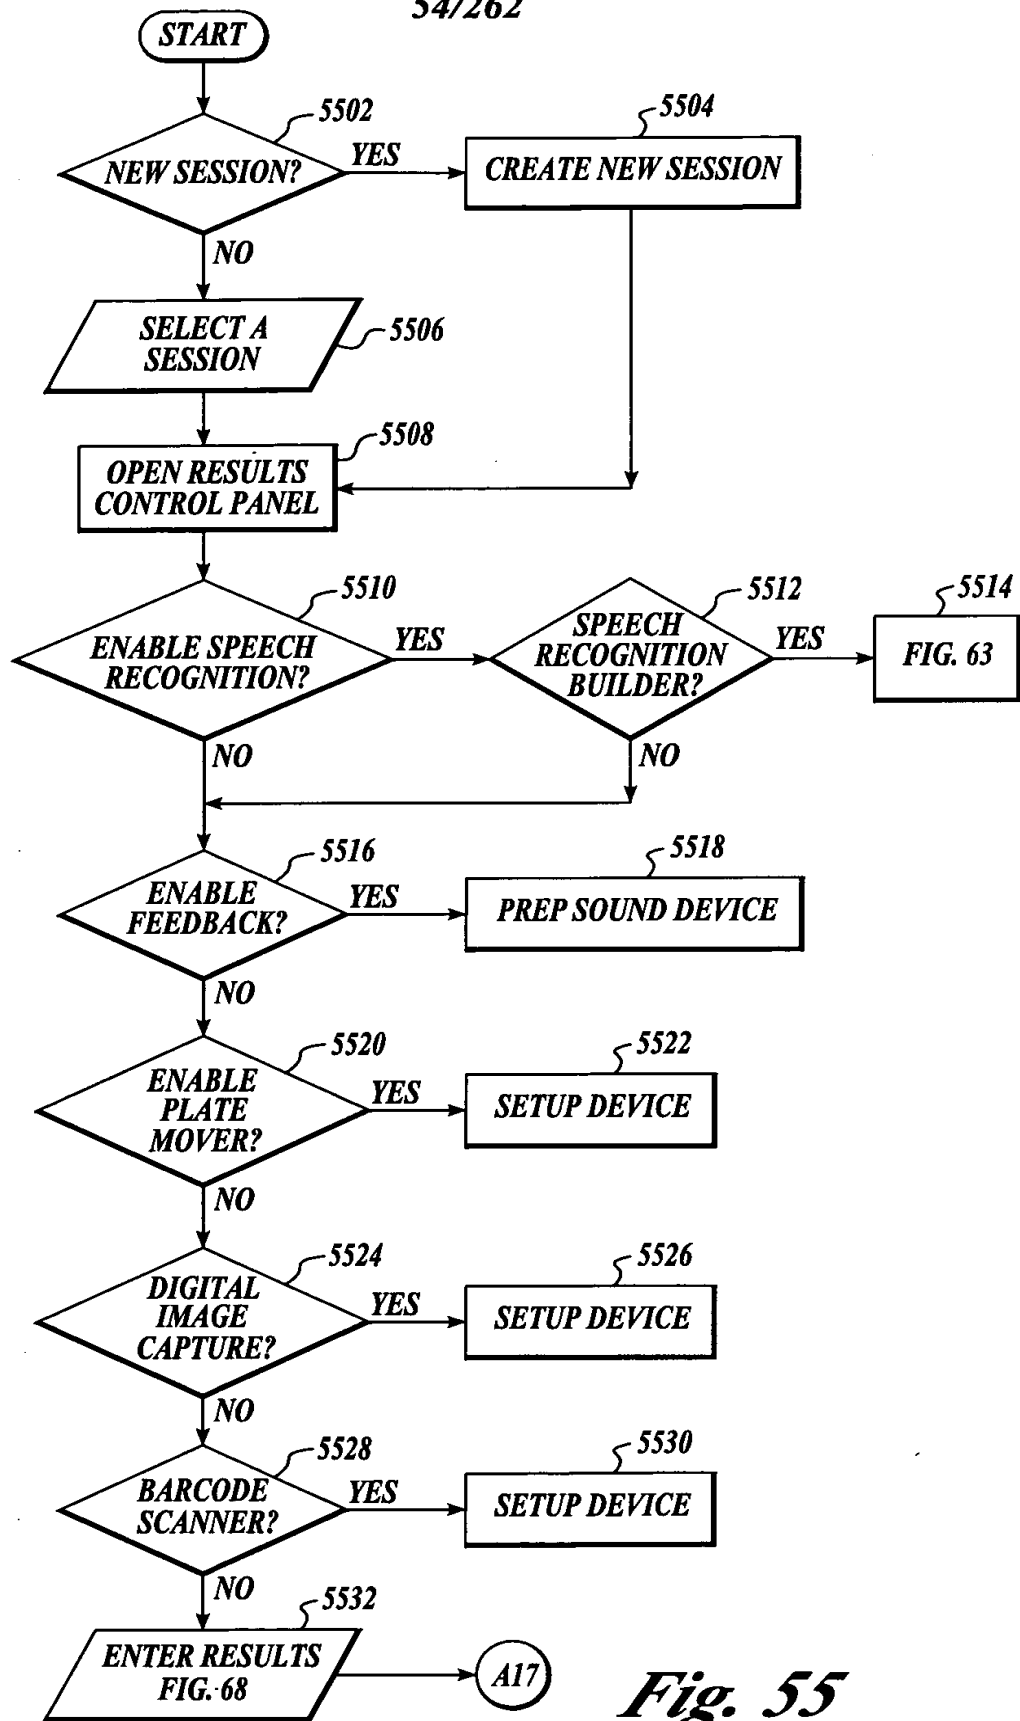 54/262
START
5502
5504
NEW SESSION?
YES
CREATE NEW SESSION
NO
SELECT A
SESSION
5506
5508
OPEN RESULTS
CONTROL PANEL
5510
5512
5514
ENABLE SPEECH
RECOGNITION?
YES
SPEECH
RECOGNITION
BUILDER?
YES
FIG. 63
NO
NO
5516
5518
ENABLE
FEEDBACK?
YES
PREP SOUND DEVICE
NO
5520
5522
ENABLE
PLATE
MOVER?
YES
SETUP DEVICE
NO
5524
5526
DIGITAL
IMAGE
CAPTURE?
YES
SETUP DEVICE
NO
5528
5530
BARCODE
SCANNER?
YES
SETUP DEVICE
NO
5532
ENTER RESULTS
FIG. 68
A17
Fig. 55